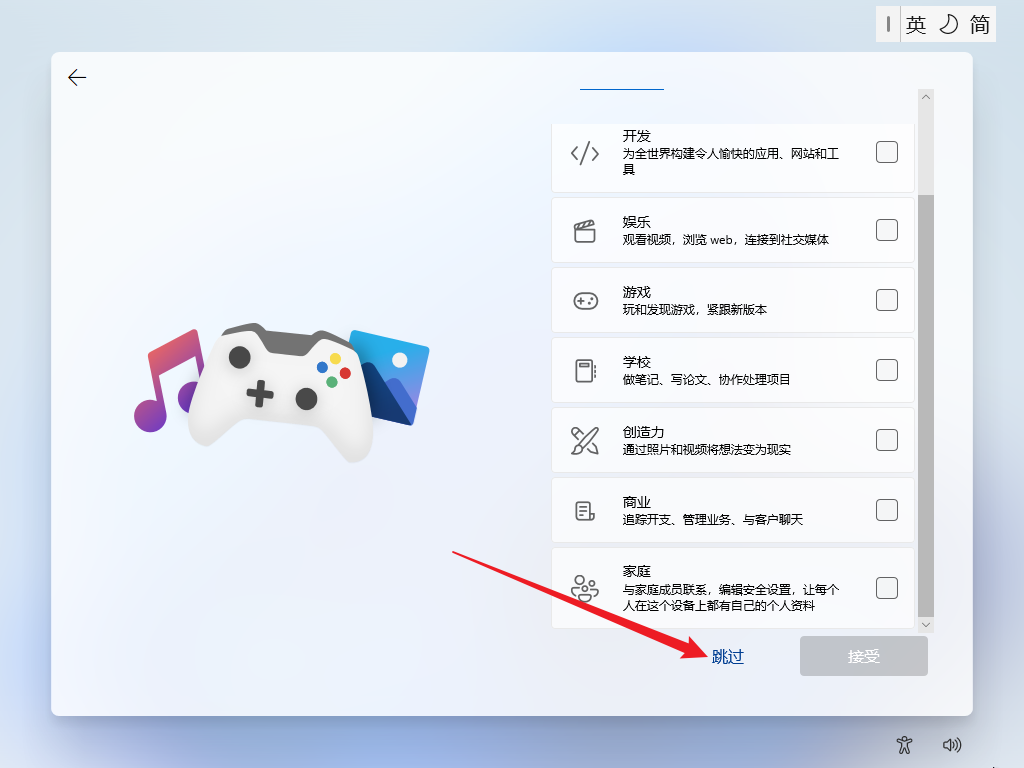 英 简
开发
为全世界构建令人愉快的应用、网站和工
具
娱乐
观看视频，浏览 web，连接到社交媒体
游戏
玩和发现游戏，紧跟新版本
学校
做笔记、写论文、协作处理项目
创造力
通过照片和视频将想法变为现实
商业
追踪开支、管理业务、与客户聊天
家庭
与家庭成员联系，编辑安全设置，让每个
人在这个设备上都有自己的个人资料
跳过
接受